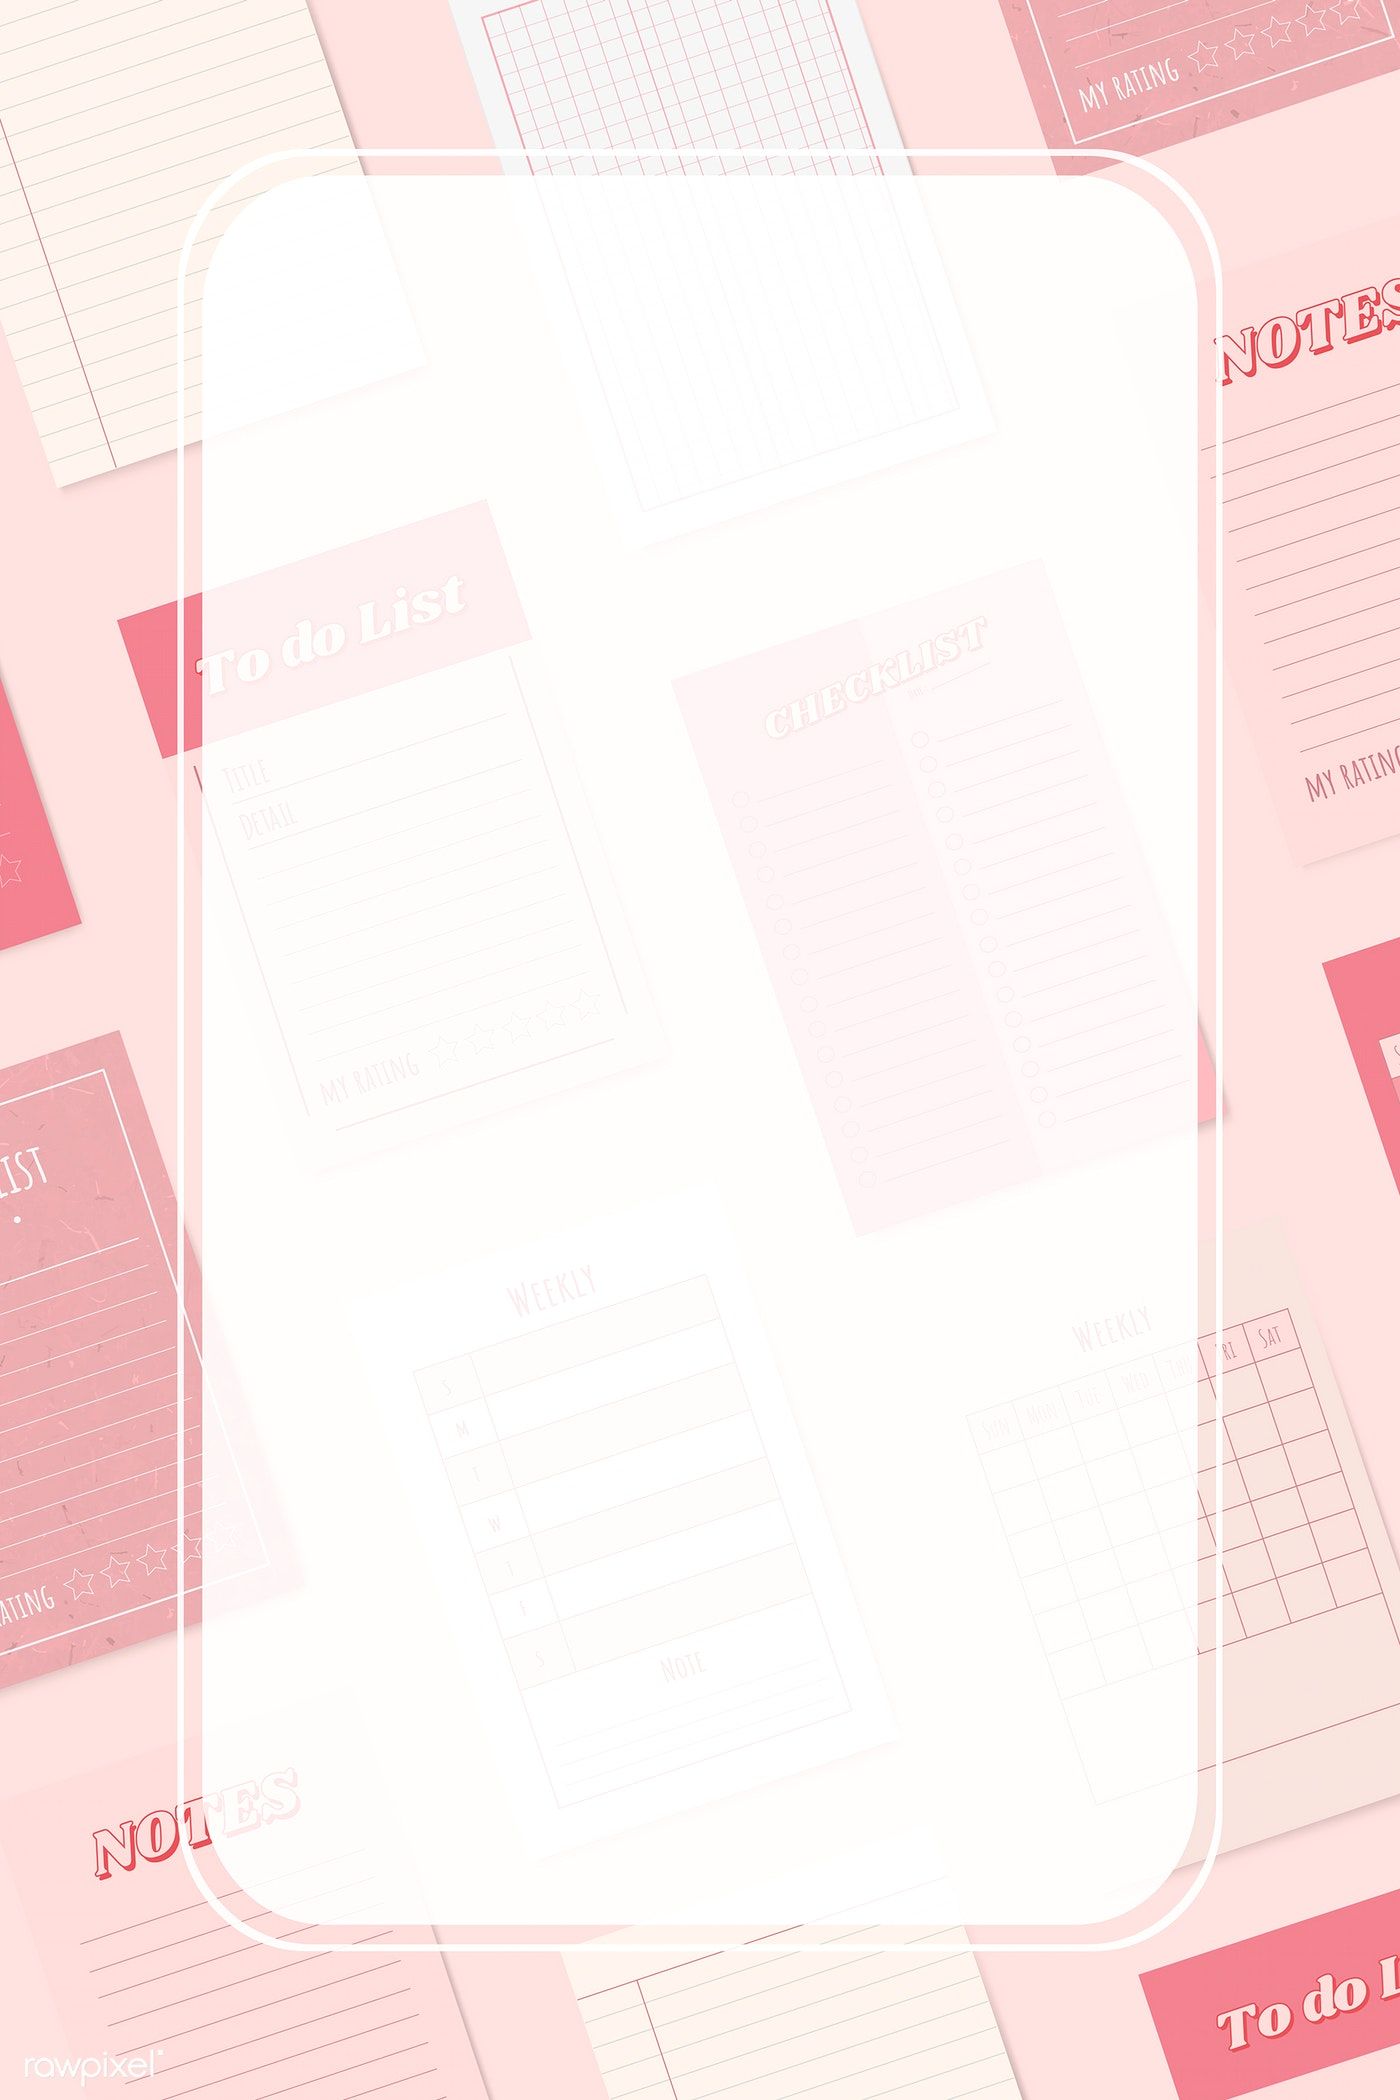 MY RATING
NOTES
To do List
CHECKLIST
TITLE
DETAIL
MY RATING
MY RATING
LIST
WEEKLY
S
M
T
W
T
F
S
NOTE
WEEKLY
SUN MON TUE WED THU FRI SAT
RATING
NOTES
To do L
rawpixel